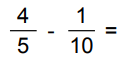 4/5 - 1/10 =